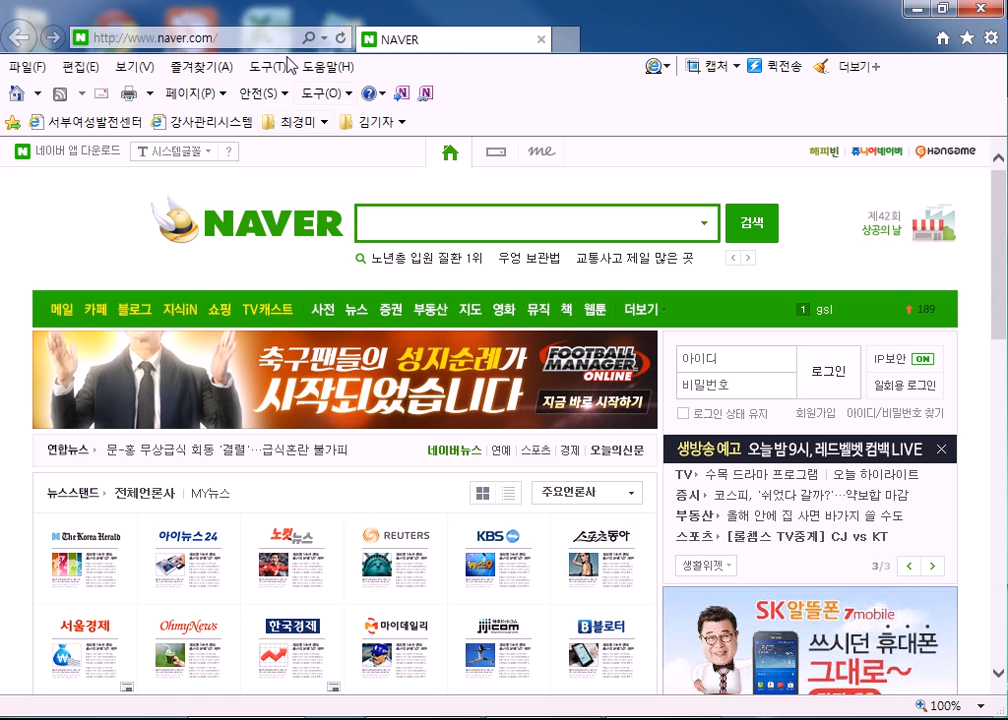 http://www.naver.com/
NAVER
파일(F) 편집(E) 보기(V) 즐겨찾기(A) 도구(T) 도움말(H)
캡처 퀵전송 더보기+
페이지(P) 안전(S) 도구(O)
서부여성발전센터 강사관리시스템 최경미 김기자
네이버 앱 다운로드 T 시스템글꼴 ?
me
해피빈 쥬니어네이버 HANGAME
NAVER
검색
제42회
상공의 날
노년층 입원 질환 1위 우엉 보관법 교통사고 제일 많은 곳
메일 카페 블로그 지식iN 쇼핑 TV캐스트 사전 뉴스 증권 부동산 지도 영화 뮤직 책 웹툰 더보기
1 gsl 189
축구팬들의 성지순례가
시작되었습니다
FOOTBALL
MANAGER
ONLINE
지금 바로 시작하기
아이디
비밀번호
로그인
IP보안 ON
일회용 로그인
로그인 상태 유지 회원가입 아이디/비밀번호 찾기
연합뉴스 문-홍 무상급식 회동 '결렬'…급식혼란 불가피
네이버뉴스 연예 스포츠 경제 오늘의신문
생방송 예고 오늘 밤 9시, 레드벨벳 컴백 LIVE
뉴스스탠드 전체언론사 MY뉴스
주요언론사
TV 수목 드라마 프로그램 오늘 하이라이트
증시 코스피, '쉬었다 갈까?'…약보합 마감
부동산 올해 안에 집 사면 바가지 쓸 수도
스포츠 [롤챔스 TV중계] CJ vs KT
생활위젯
3/3
The Korea Herald 아이뉴스24 노컷뉴스 REUTERS KBS 스포츠동아
서울경제 OhmyNews 한국경제 마이데일리 jjcom 블로터
SK알뜰폰 7mobile
쓰시던 휴대폰
그대로~
100%